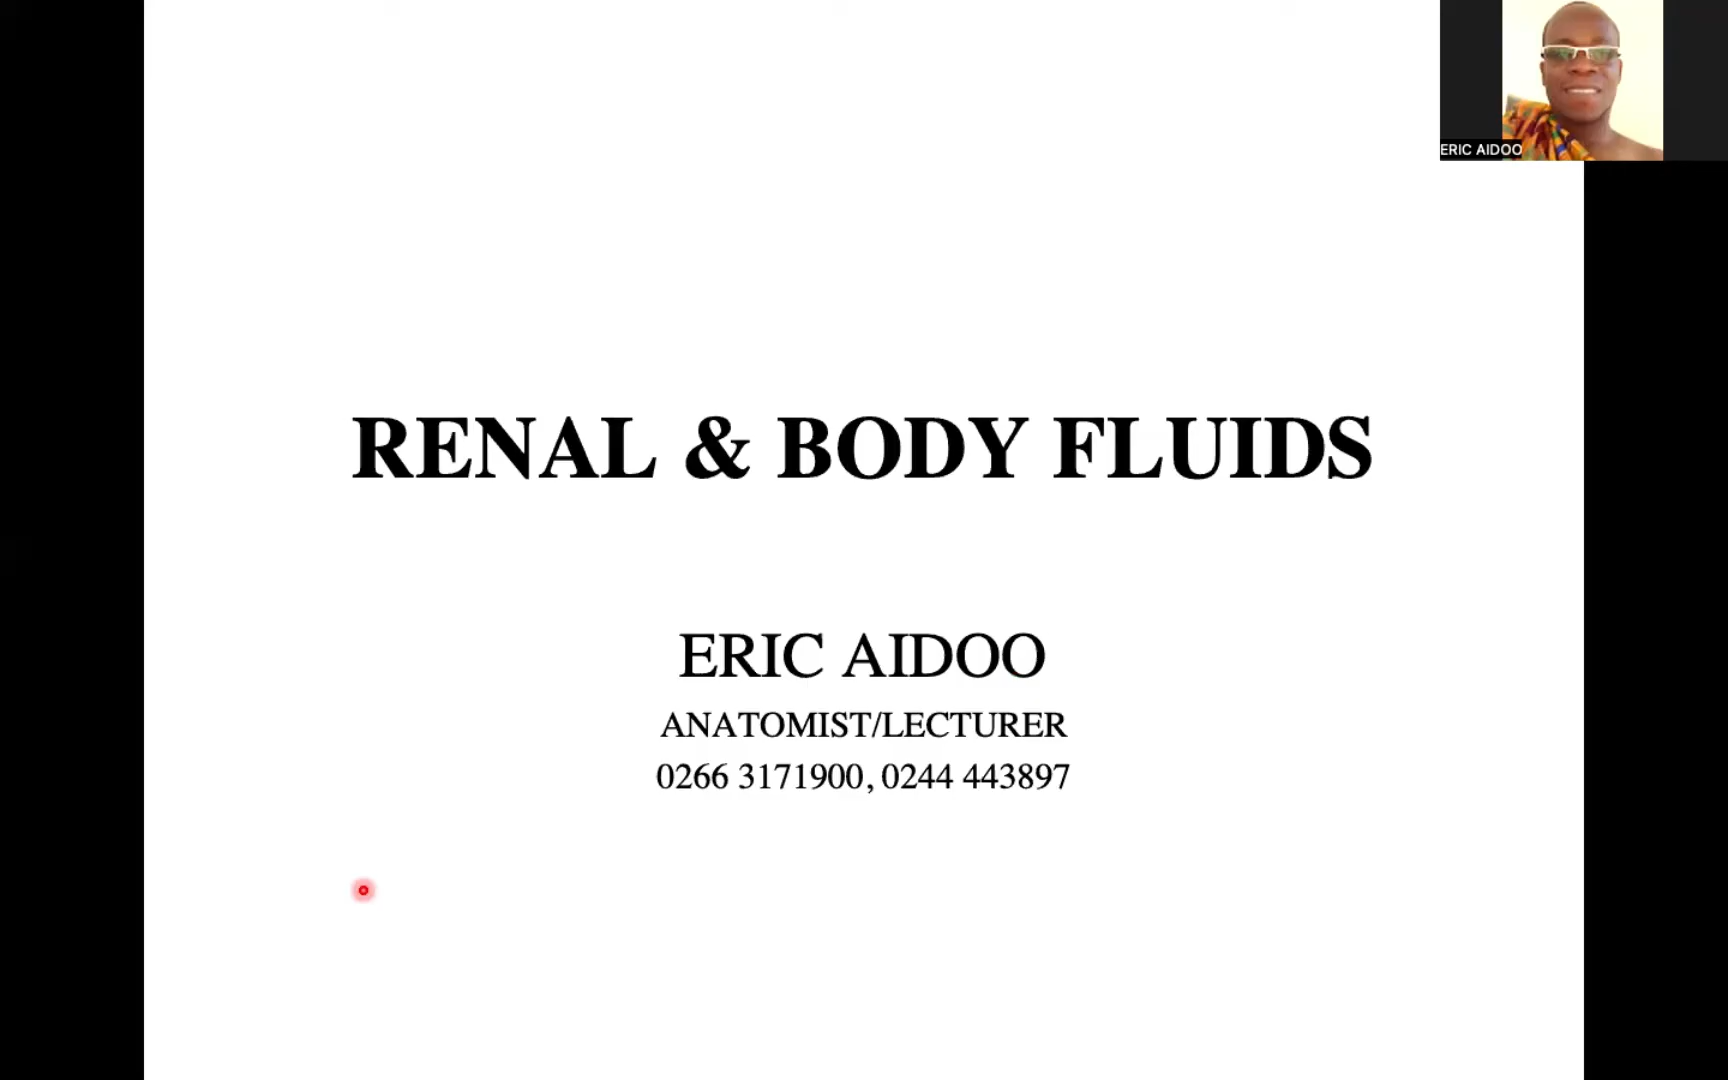 ERIC AIDOO
RENAL & BODY FLUIDS
ERIC AIDOO
ANATOMIST/LECTURER
0266 3171900, 0244 443897